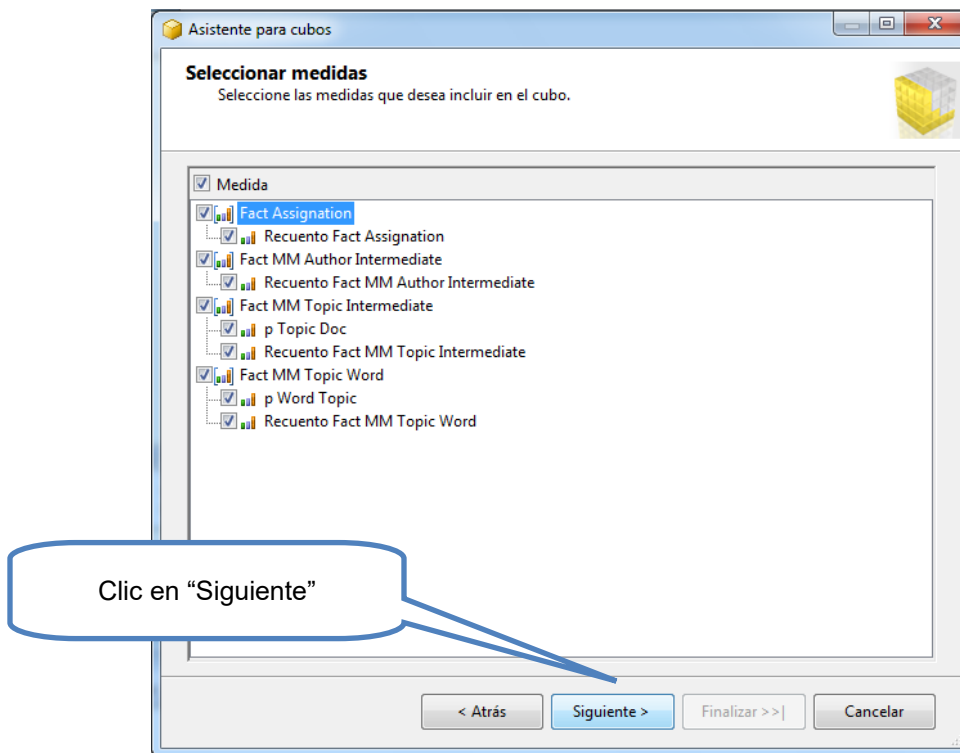 Asistente para cubos
Seleccionar medidas
Seleccione las medidas que desea incluir en el cubo.
Medida
Fact Assignation
Recuento Fact Assignation
Fact MM Author Intermediate
Recuento Fact MM Author Intermediate
Fact MM Topic Intermediate
p Topic Doc
Recuento Fact MM Topic Intermediate
Fact MM Topic Word
p Word Topic
Recuento Fact MM Topic Word
Clic en “Siguiente”
< Atrás Siguiente > Finalizar >>| Cancelar